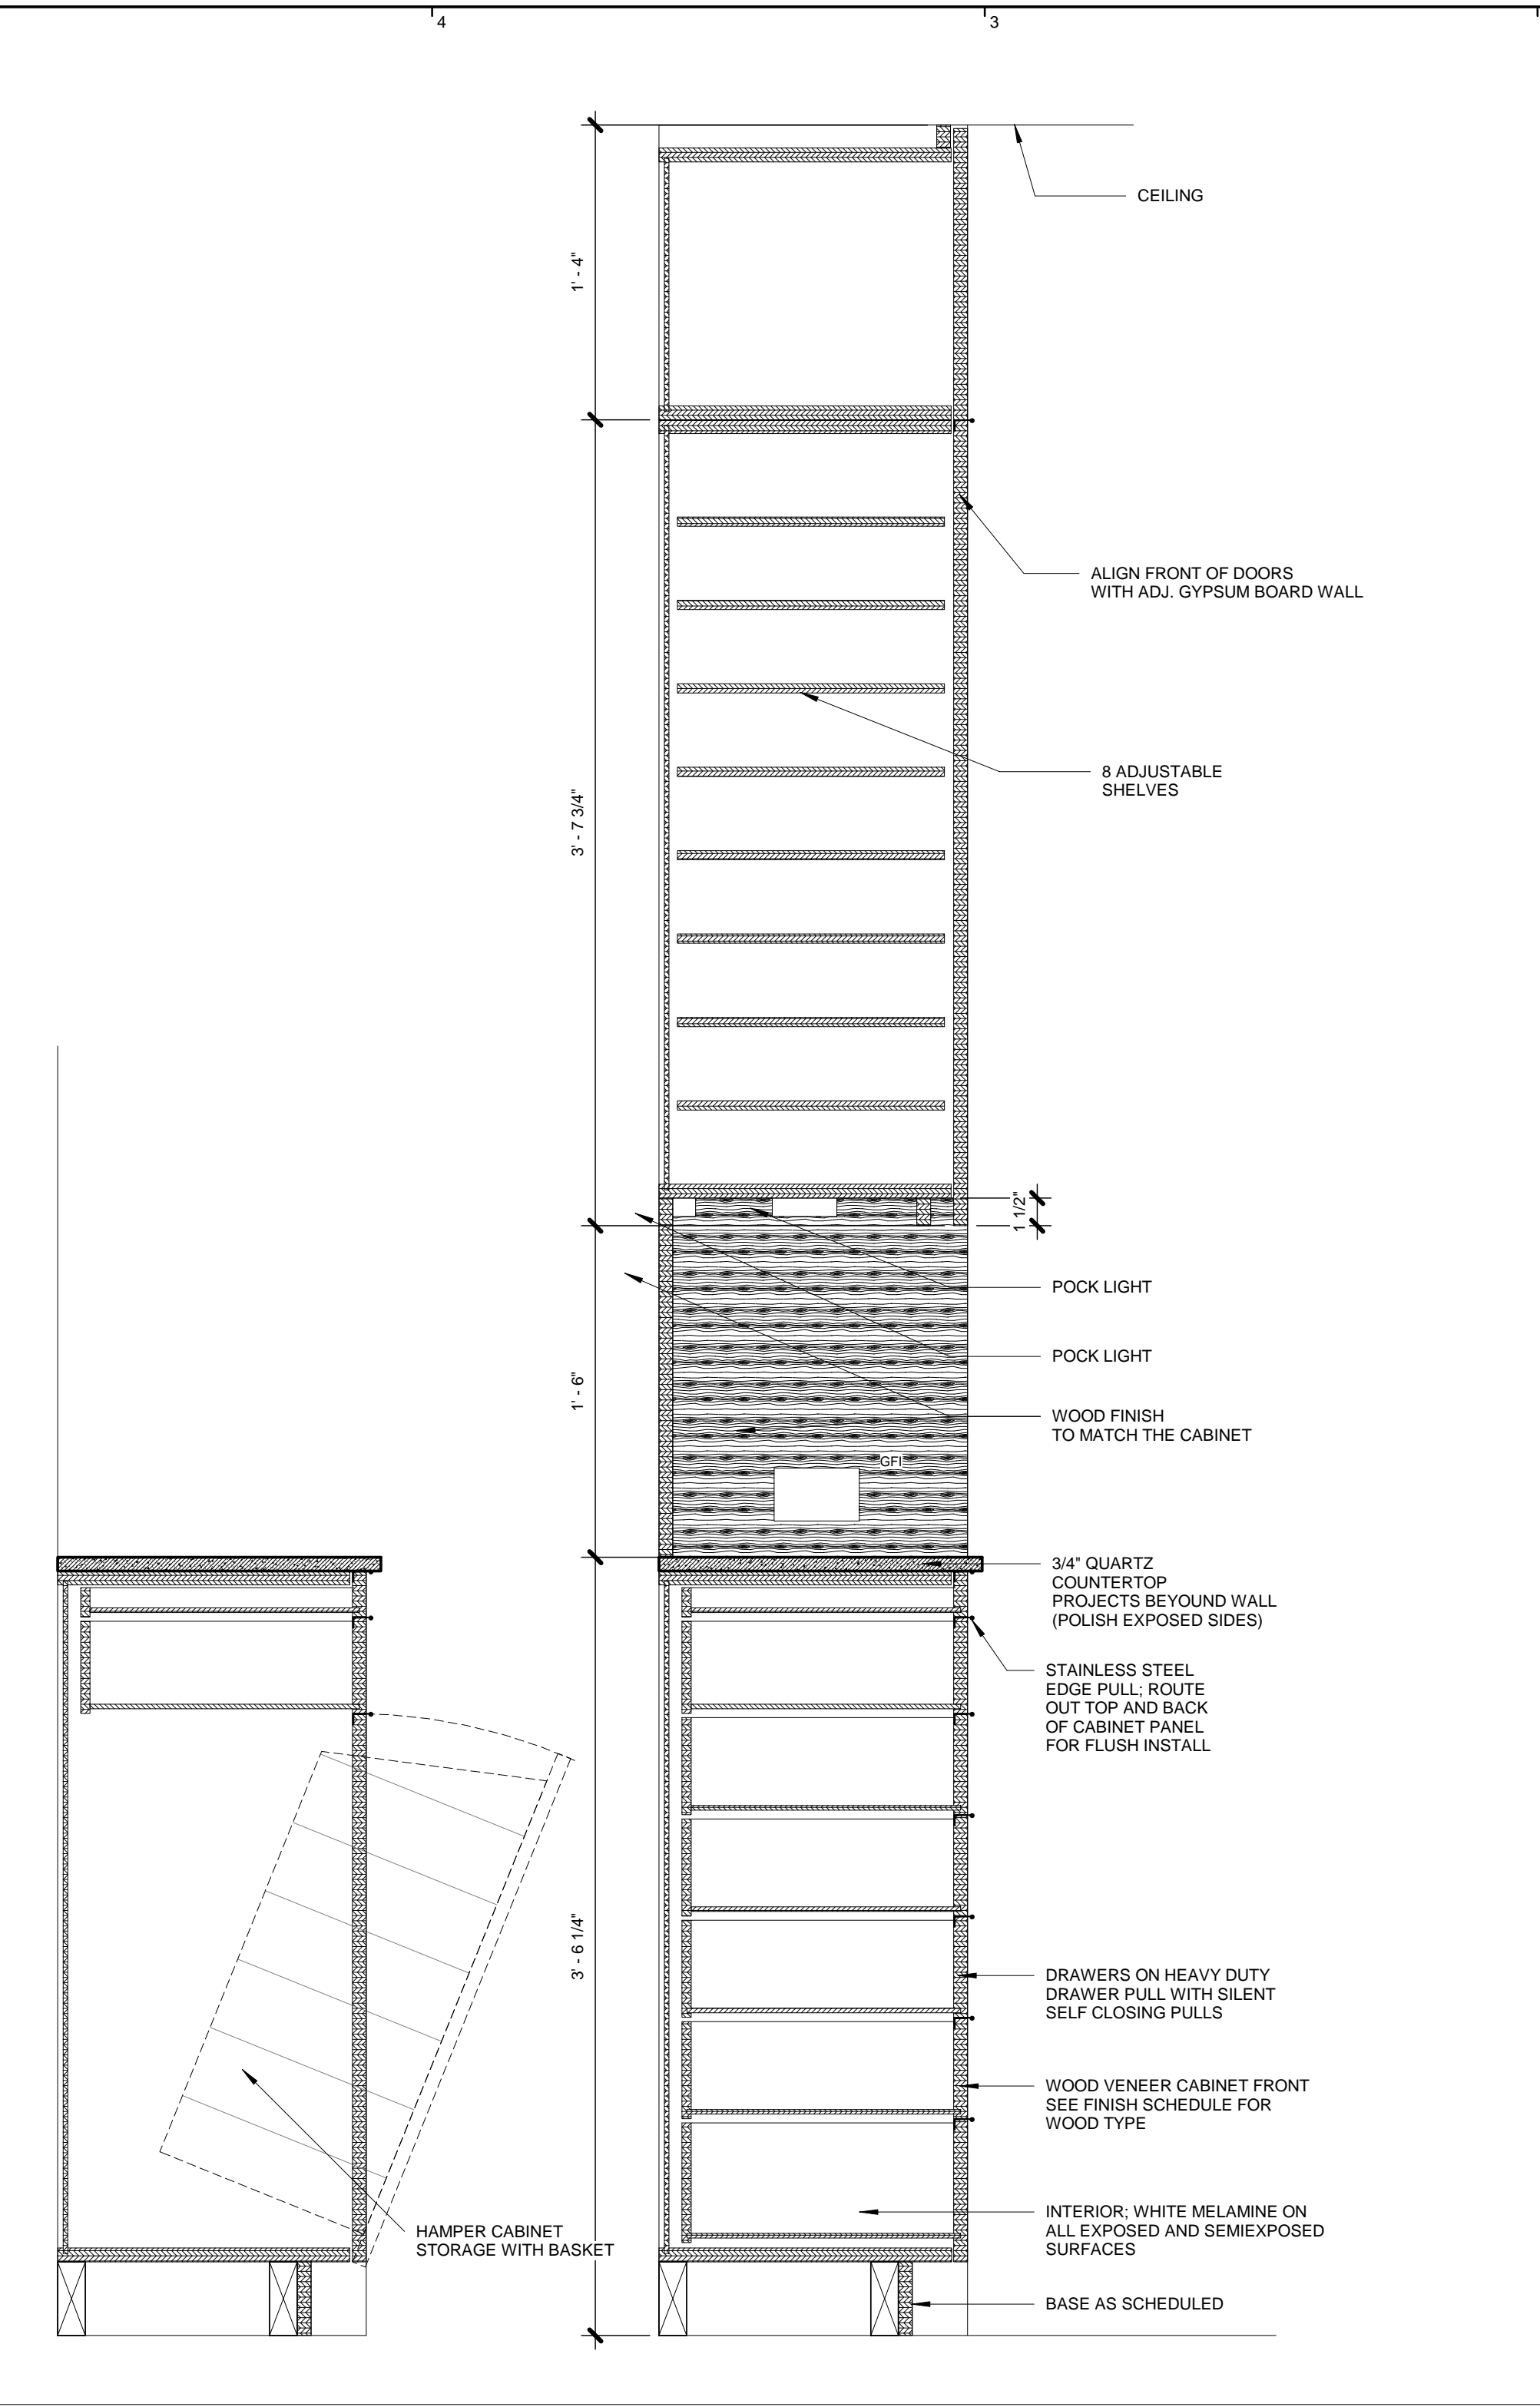 4
3
CEILING
1' - 4"
ALIGN FRONT OF DOORS
WITH ADJ. GYPSUM BOARD WALL
8 ADJUSTABLE
SHELVES
3' - 7 3/4"
1 1/2"
POCK LIGHT
POCK LIGHT
1' - 6"
WOOD FINISH
TO MATCH THE CABINET
GFI
3/4" QUARTZ
COUNTERTOP
PROJECTS BEYOUND WALL
(POLISH EXPOSED SIDES)
STAINLESS STEEL
EDGE PULL; ROUTE
OUT TOP AND BACK
OF CABINET PANEL
FOR FLUSH INSTALL
3' - 6 1/4"
DRAWERS ON HEAVY DUTY
DRAWER PULL WITH SILENT
SELF CLOSING PULLS
WOOD VENEER CABINET FRONT
SEE FINISH SCHEDULE FOR
WOOD TYPE
INTERIOR; WHITE MELAMINE ON
ALL EXPOSED AND SEMIEXPOSED
SURFACES
HAMPER CABINET
STORAGE WITH BASKET
BASE AS SCHEDULED